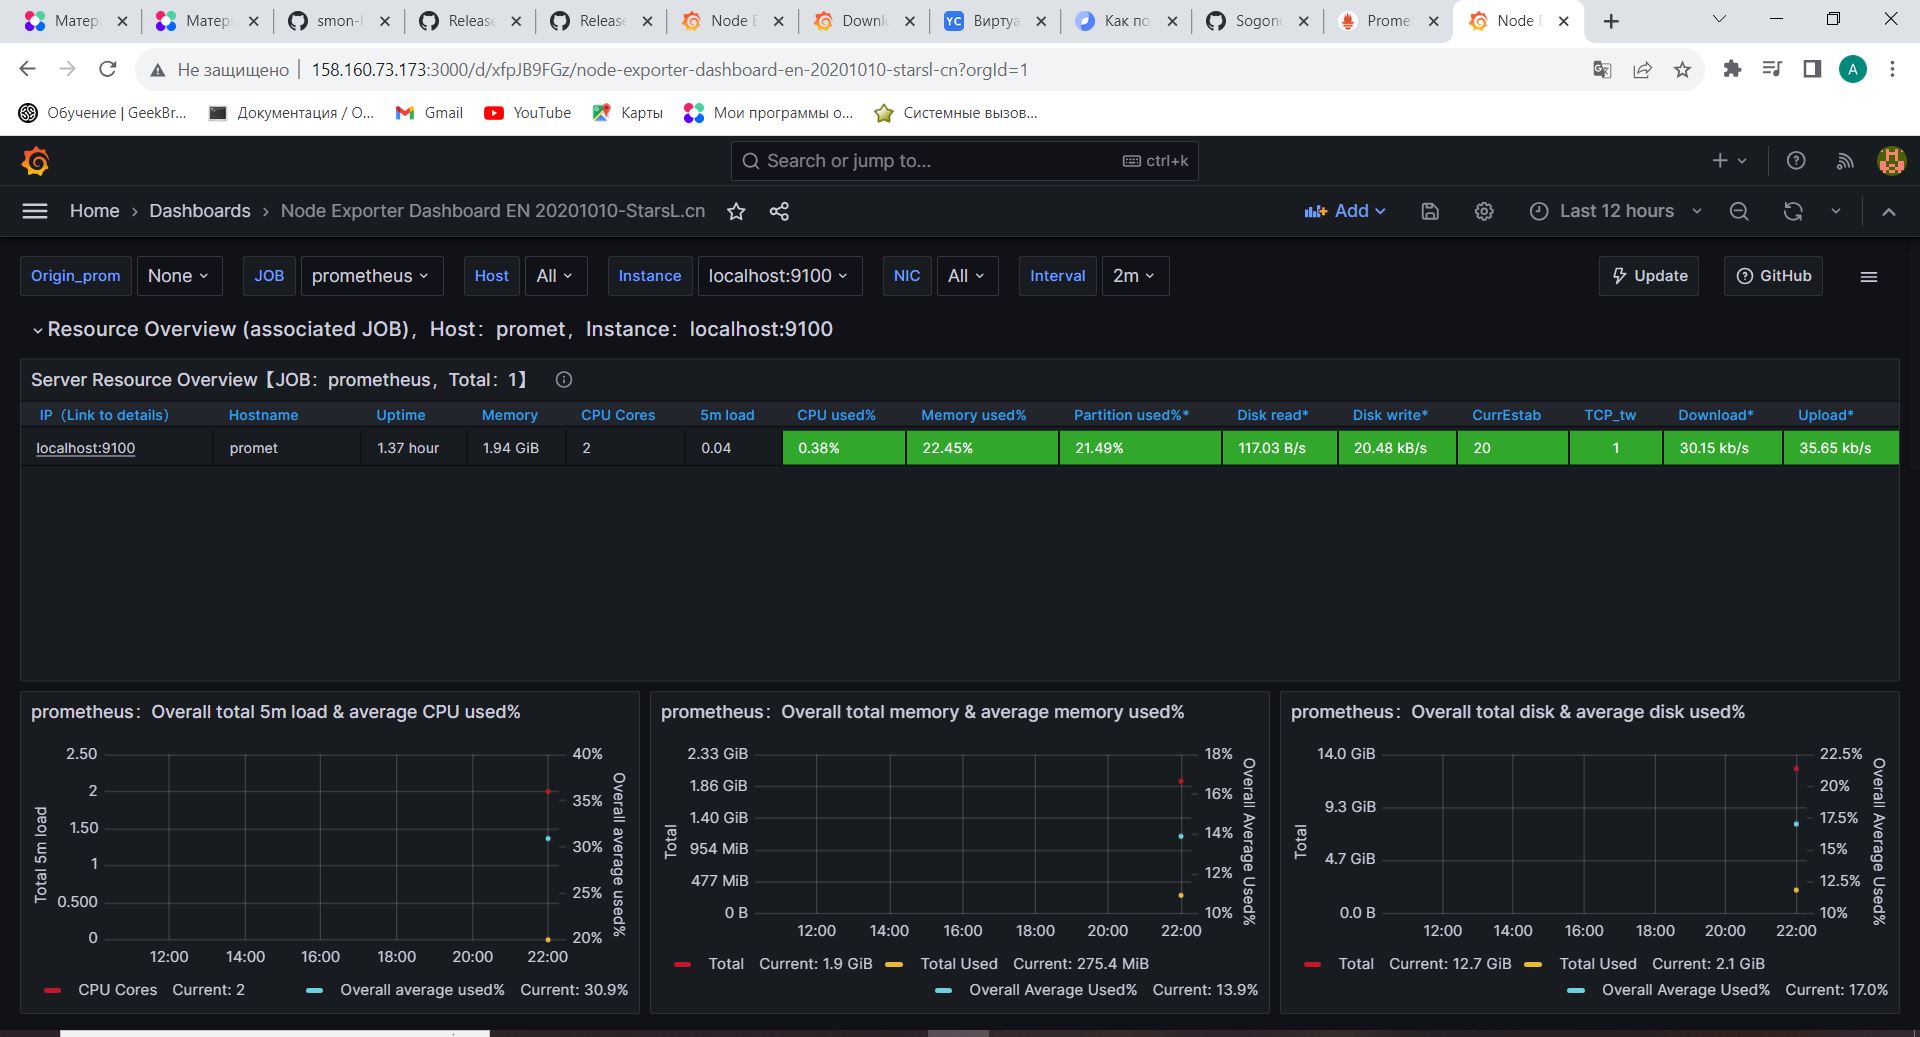 Матери
Матери
smon-
Release
Release
Node E
Downlo
YC Виртуа
Как по
Sogon
Prome
Node E
Не защищено 158.160.73.173:3000/d/xfpJB9FGz/node-exporter-dashboard-en-20201010-starsl-cn?orgId=1
A
Обучение | GeekBr...
Документация / О...
Gmail
YouTube
Карты
Мои программы о...
Системные вызов...
Search or jump to... ctrl+k
Home › Dashboards › Node Exporter Dashboard EN 20201010-StarsL.cn
Add
Last 12 hours
Origin_prom None JOB prometheus Host All Instance localhost:9100 NIC All Interval 2m Update GitHub
Resource Overview (associated JOB)，Host：promet，Instance：localhost:9100
Server Resource Overview【JOB：prometheus，Total：1】
IP（Link to details） Hostname Uptime Memory CPU Cores 5m load CPU used% Memory used% Partition used%* Disk read* Disk write* CurrEstab TCP_tw Download* Upload*
localhost:9100 promet 1.37 hour 1.94 GiB 2 0.04 0.38% 22.45% 21.49% 117.03 B/s 20.48 kB/s 20 1 30.15 kb/s 35.65 kb/s
prometheus：Overall total 5m load & average CPU used%
Total 5m load
2.50
2
1.50
1
0.500
0
40%
35%
30%
25%
20%
Overall average used%
12:00 14:00 16:00 18:00 20:00 22:00
CPU Cores Current: 2 Overall average used% Current: 30.9%
prometheus：Overall total memory & average memory used%
Total
2.33 GiB
1.86 GiB
1.40 GiB
954 MiB
477 MiB
0 B
18%
16%
14%
12%
10%
Overall Average Used%
12:00 14:00 16:00 18:00 20:00 22:00
Total Current: 1.9 GiB Total Used Current: 275.4 MiB
Overall Average Used% Current: 13.9%
prometheus：Overall total disk & average disk used%
Total
14.0 GiB
9.3 GiB
4.7 GiB
0.0 B
22.5%
20%
17.5%
15%
12.5%
10%
Overall Average Used%
12:00 14:00 16:00 18:00 20:00 22:00
Total Current: 12.7 GiB Total Used Current: 2.1 GiB
Overall Average Used% Current: 17.0%